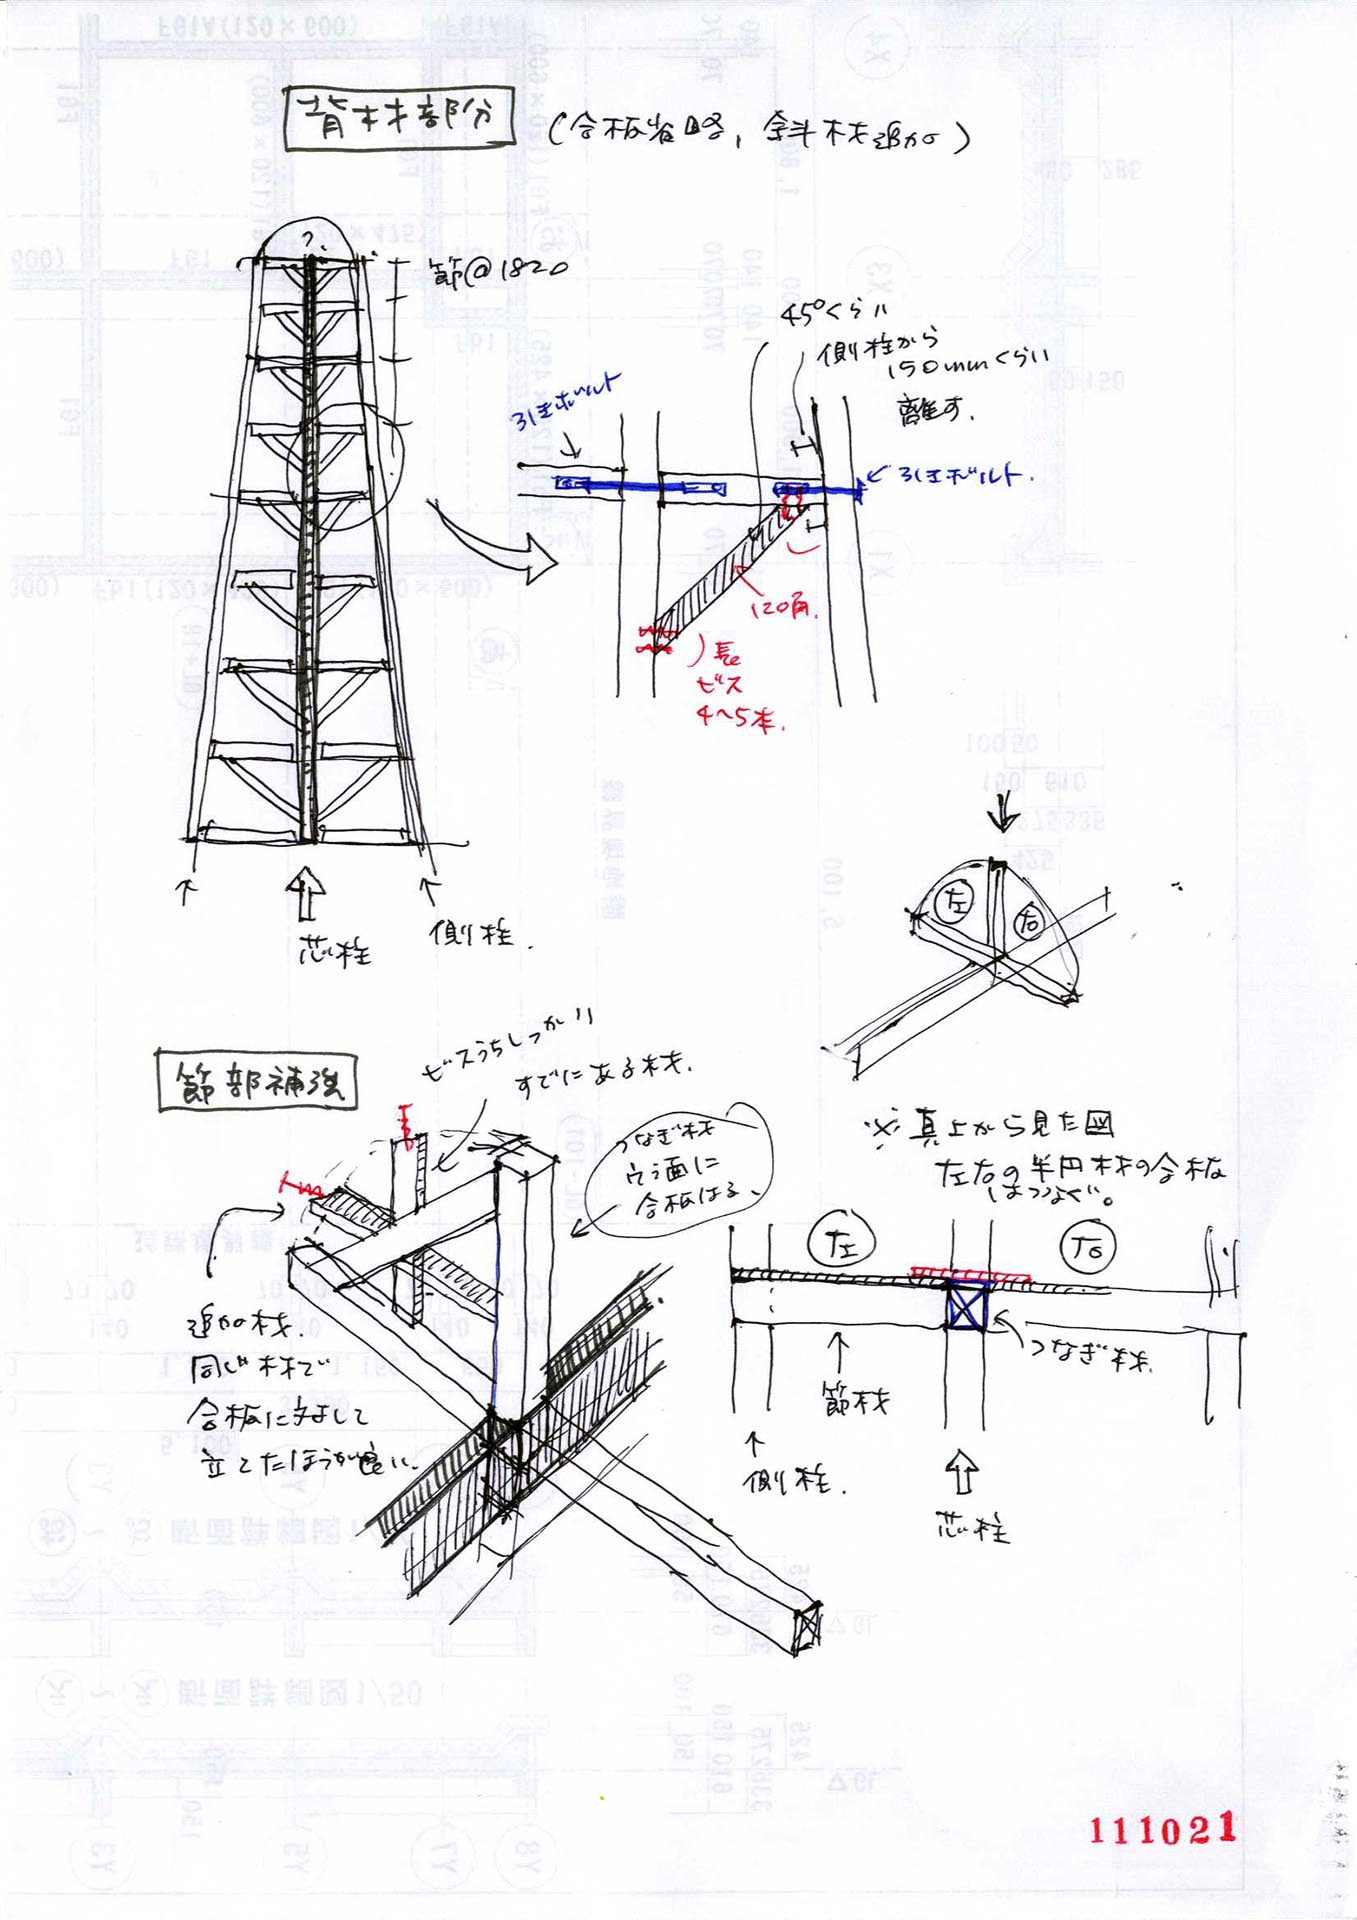 背材部分
(合板省略, 斜材追加)
?
節@1820
45°くらい
側柱から
150mmくらい
離す.
引きボルト
引きボルト.
120角.
長
ビス
4~5本.
芯柱
側柱.
左
右
節部補強
ビスうちしっかり
すでにある材.
つなぎ材
ウラ面に
合板はる、
※真上から見た図
左右の半円材の合板
はつなぐ。
左
右
追加材.
同じ材で
合板に対して
立てたほうが良い.
つなぎ材.
節材
側柱.
芯柱
111021